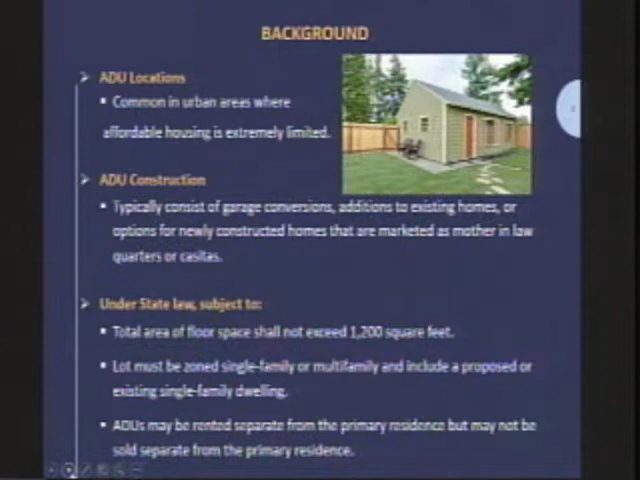 BACKGROUND
ADU Locations
Common in urban areas where
affordable housing is extremely limited.
ADU Construction
Typically consist of garage conversions, additions to existing homes, or
options for newly constructed homes that are marketed as mother in law
quarters or casitas.
Under State law, subject to:
Total area of floor space shall not exceed 1,200 square feet.
Lot must be zoned single-family or multifamily and include a proposed or
existing single-family dwelling.
ADUs may be rented separate from the primary residence but may not be
sold separate from the primary residence.